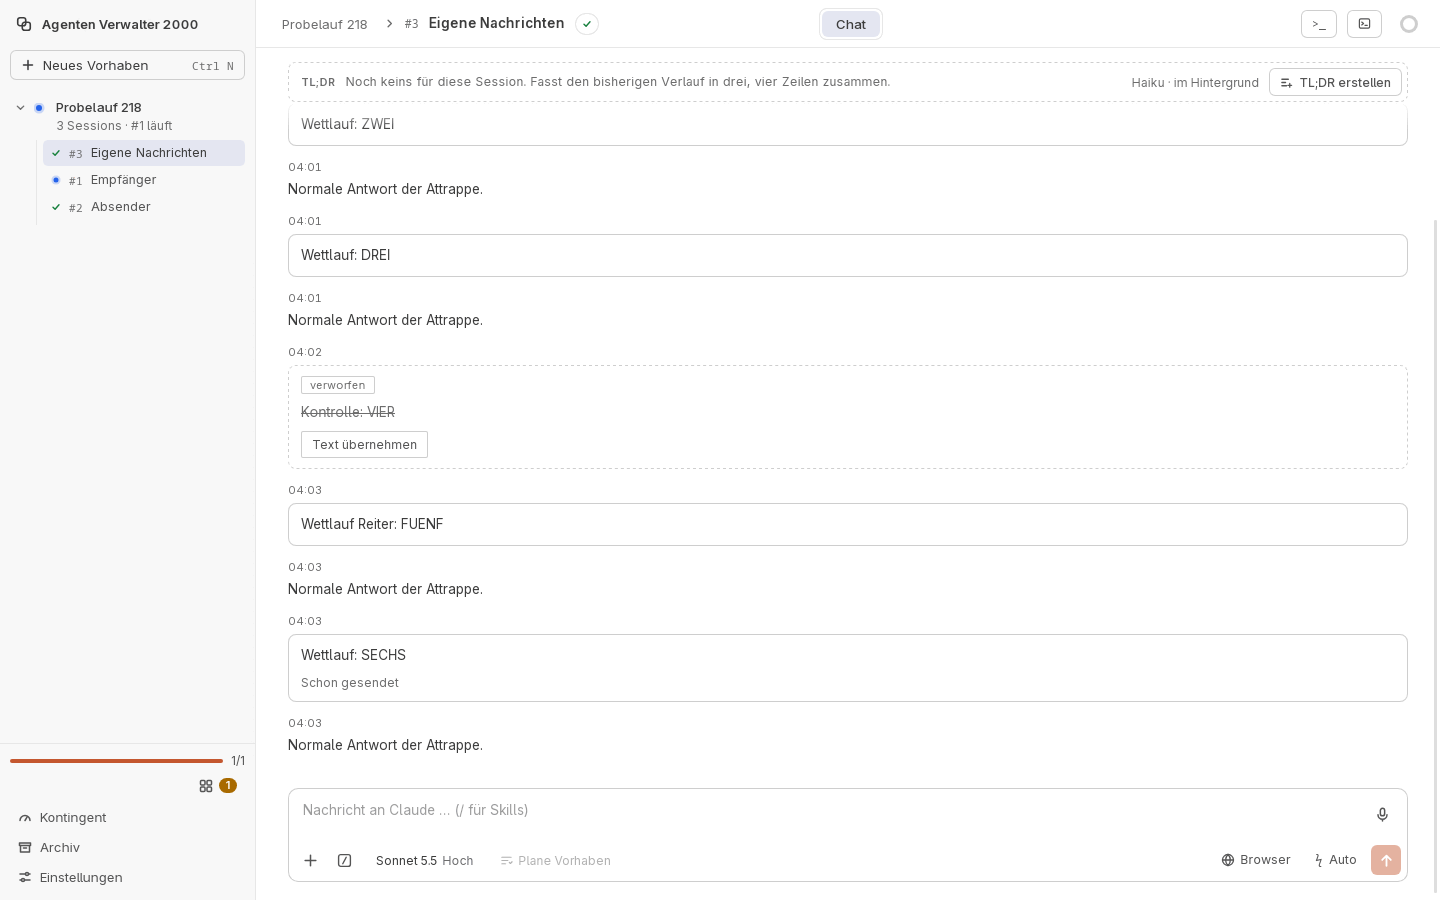 Agenten Verwalter 2000
Neues Vorhaben Ctrl N
Probelauf 218
3 Sessions · #1 läuft
#3 Eigene Nachrichten
#1 Empfänger
#2 Absender
1/1
1
Kontingent
Archiv
Einstellungen
Probelauf 218 > #3 Eigene Nachrichten
Chat
>_
TL;DR Noch keins für diese Session. Fasst den bisherigen Verlauf in drei, vier Zeilen zusammen. Haiku · im Hintergrund TL;DR erstellen
Wettlauf: ZWEI
04:01
Normale Antwort der Attrappe.
04:01
Wettlauf: DREI
04:01
Normale Antwort der Attrappe.
04:02
verworfen
Kontrolle: VIER
Text übernehmen
04:03
Wettlauf Reiter: FUENF
04:03
Normale Antwort der Attrappe.
04:03
Wettlauf: SECHS
Schon gesendet
04:03
Normale Antwort der Attrappe.
Nachricht an Claude … (/ für Skills)
Sonnet 5.5 Hoch Plane Vorhaben Browser Auto